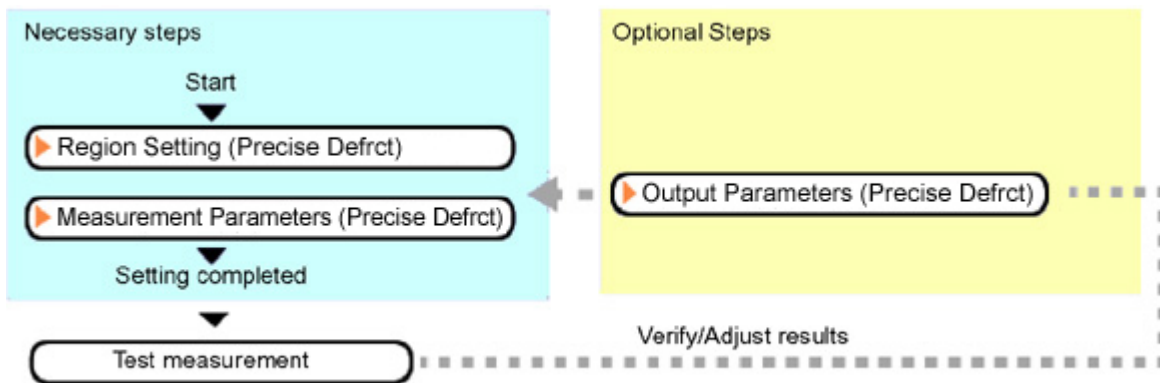 Necessary steps
Start
Region Setting (Precise Defrct)
Measurement Parameters (Precise Defrct)
Setting completed
Test measurement
Optional Steps
Output Parameters (Precise Defrct)
Verify/Adjust results